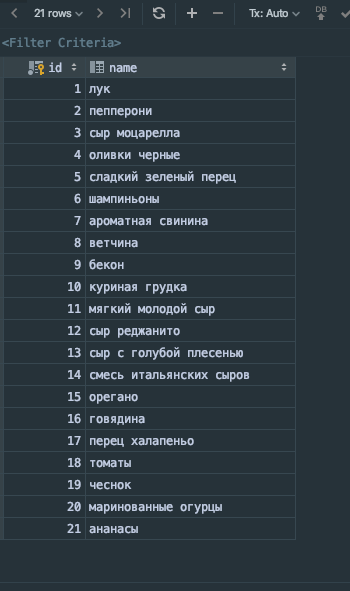 21 rows
Tx: Auto
DB
<Filter Criteria>
id name
1 лук
2 пепперони
3 сыр моцарелла
4 оливки черные
5 сладкий зеленый перец
6 шампиньоны
7 ароматная свинина
8 ветчина
9 бекон
10 куриная грудка
11 мягкий молодой сыр
12 сыр реджанито
13 сыр с голубой плесенью
14 смесь итальянских сыров
15 орегано
16 говядина
17 перец халапеньо
18 томаты
19 чеснок
20 маринованные огурцы
21 ананасы